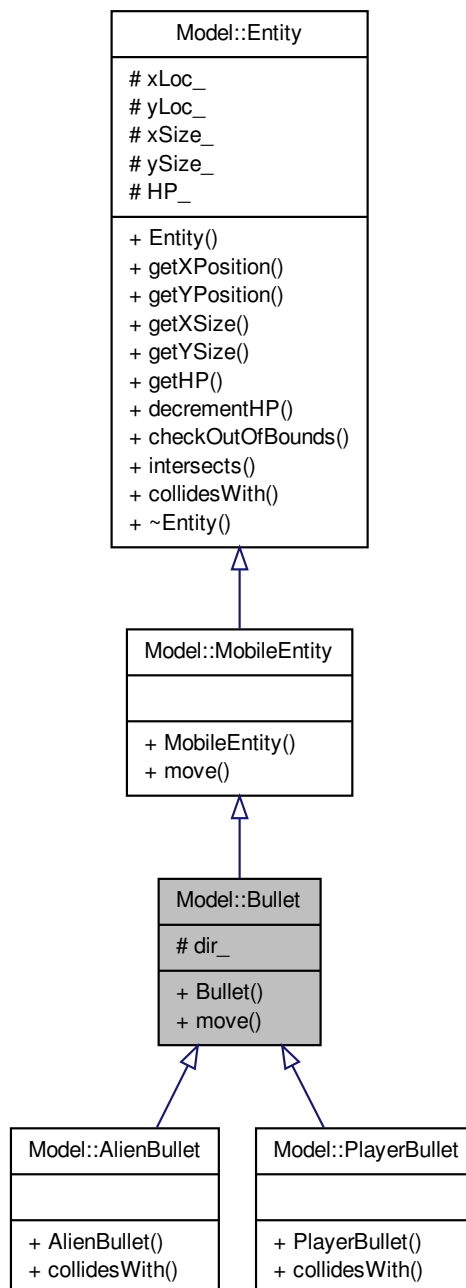 Model::Entity
# xLoc_
# yLoc_
# xSize_
# ySize_
# HP_
+ Entity()
+ getXPosition()
+ getYPosition()
+ getXSize()
+ getYSize()
+ getHP()
+ decrementHP()
+ checkOutOfBounds()
+ intersects()
+ collidesWith()
+ ~Entity()
Model::MobileEntity
+ MobileEntity()
+ move()
Model::Bullet
# dir_
+ Bullet()
+ move()
Model::AlienBullet
+ AlienBullet()
+ collidesWith()
Model::PlayerBullet
+ PlayerBullet()
+ collidesWith()